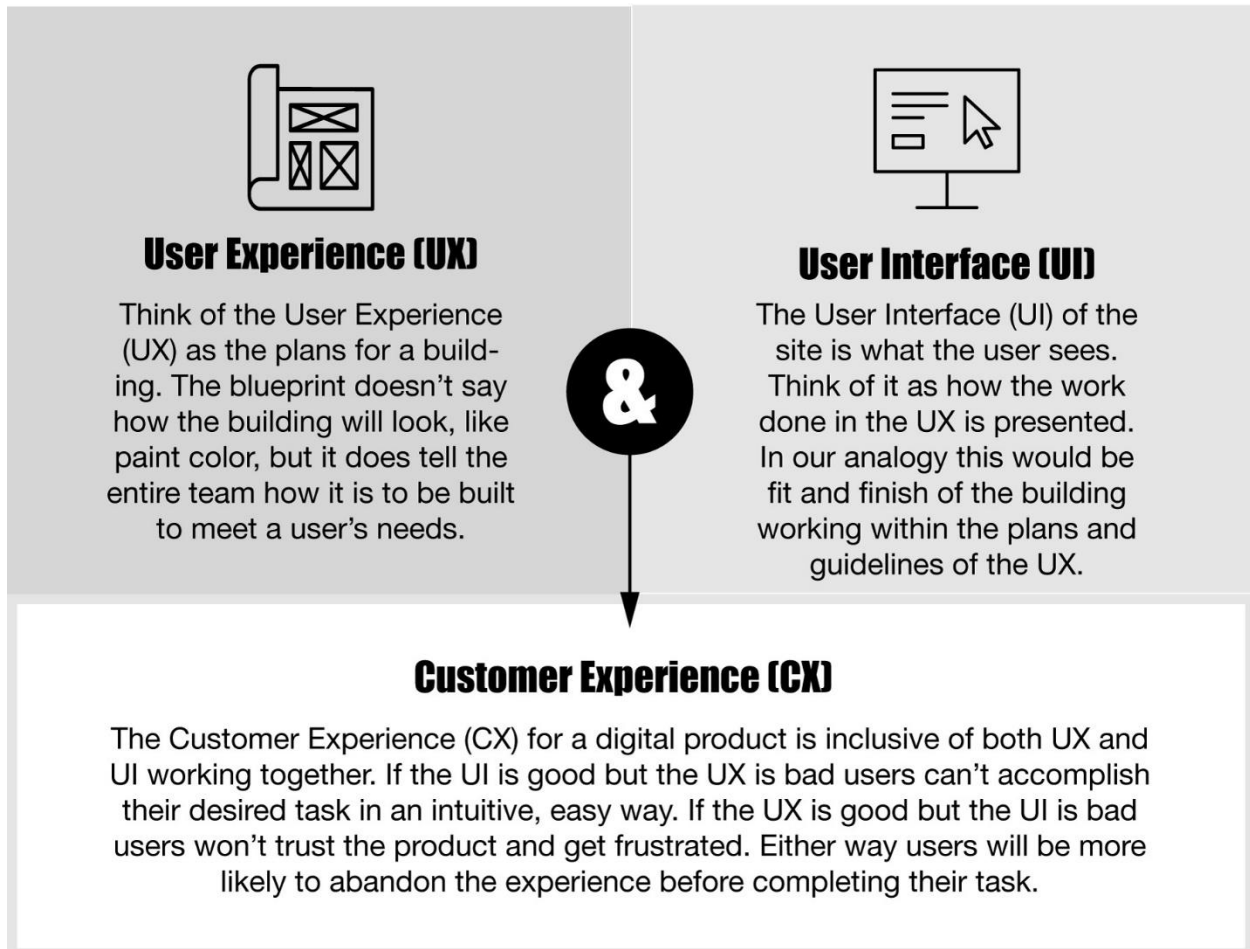 User Experience (UX)
Think of the User Experience
(UX) as the plans for a build-
ing. The blueprint doesn’t say
how the building will look, like
paint color, but it does tell the
entire team how it is to be built
to meet a user’s needs.
&
User Interface (UI)
The User Interface (UI) of the
site is what the user sees.
Think of it as how the work
done in the UX is presented.
In our analogy this would be
fit and finish of the building
working within the plans and
guidelines of the UX.
Customer Experience (CX)
The Customer Experience (CX) for a digital product is inclusive of both UX and
UI working together. If the UI is good but the UX is bad users can’t accomplish
their desired task in an intuitive, easy way. If the UX is good but the UI is bad
users won’t trust the product and get frustrated. Either way users will be more
likely to abandon the experience before completing their task.